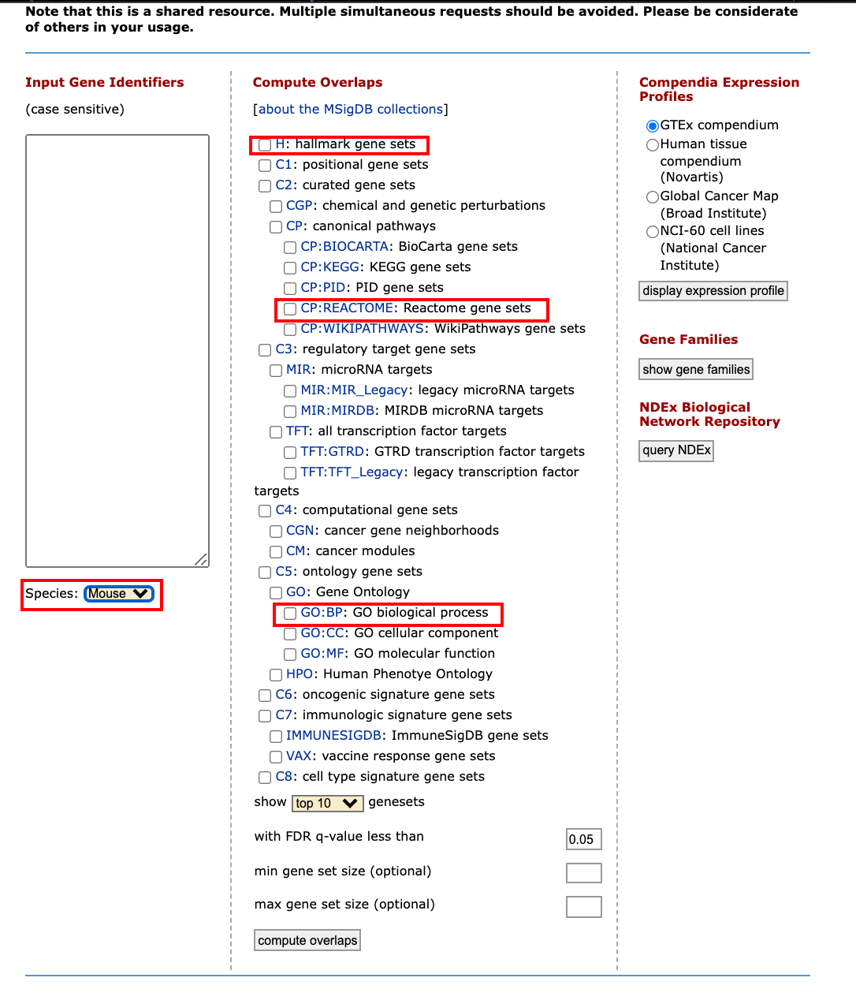 Note that this is a shared resource. Multiple simultaneous requests should be avoided. Please be considerate
of others in your usage.
Input Gene Identifiers
(case sensitive)
Species: Mouse
Compute Overlaps
[about the MSigDB collections]
H: hallmark gene sets
C1: positional gene sets
C2: curated gene sets
CGP: chemical and genetic perturbations
CP: canonical pathways
CP:BIOCARTA: BioCarta gene sets
CP:KEGG: KEGG gene sets
CP:PID: PID gene sets
CP:REACTOME: Reactome gene sets
CP:WIKIPATHWAYS: WikiPathways gene sets
C3: regulatory target gene sets
MIR: microRNA targets
MIR:MIR_Legacy: legacy microRNA targets
MIR:MIRDB: MIRDB microRNA targets
TFT: all transcription factor targets
TFT:GTRD: GTRD transcription factor targets
TFT:TFT_Legacy: legacy transcription factor
targets
C4: computational gene sets
CGN: cancer gene neighborhoods
CM: cancer modules
C5: ontology gene sets
GO: Gene Ontology
GO:BP: GO biological process
GO:CC: GO cellular component
GO:MF: GO molecular function
HPO: Human Phenotye Ontology
C6: oncogenic signature gene sets
C7: immunologic signature gene sets
IMMUNESIGDB: ImmuneSigDB gene sets
VAX: vaccine response gene sets
C8: cell type signature gene sets
show top 10 genesets
with FDR q-value less than 0.05
min gene set size (optional)
max gene set size (optional)
compute overlaps
Compendia Expression
Profiles
GTEx compendium
Human tissue
compendium
(Novartis)
Global Cancer Map
(Broad Institute)
NCI-60 cell lines
(National Cancer
Institute)
display expression profile
Gene Families
show gene families
NDEx Biological
Network Repository
query NDEx